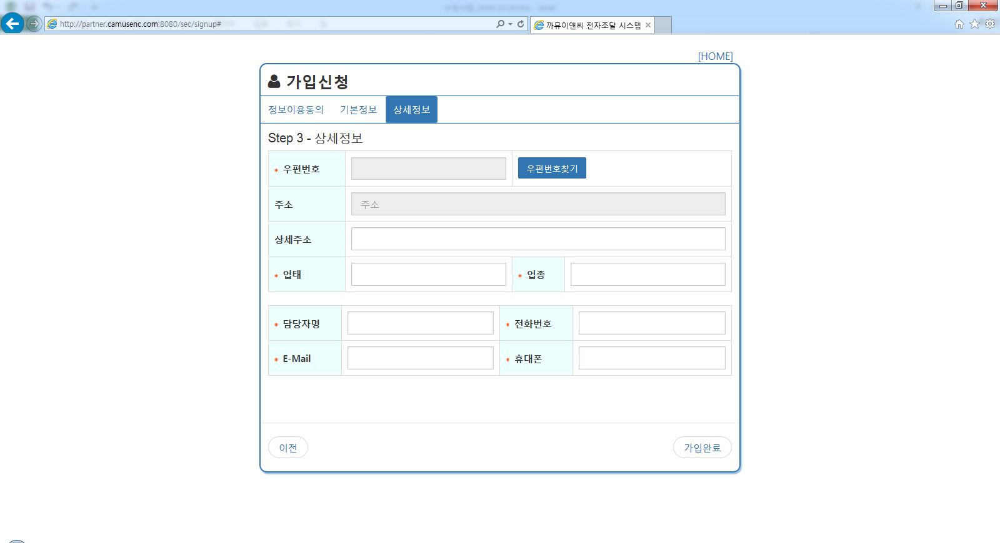 http://partner.camusenc.com:8080/sec/signup#
까뮤이앤씨 전자조달 시스템
[HOME]
가입신청
정보이용동의 기본정보 상세정보
Step 3 - 상세정보
* 우편번호 우편번호찾기
주소 주소
상세주소
* 업태 * 업종
* 담당자명 * 전화번호
* E-Mail * 휴대폰
이전 가입완료